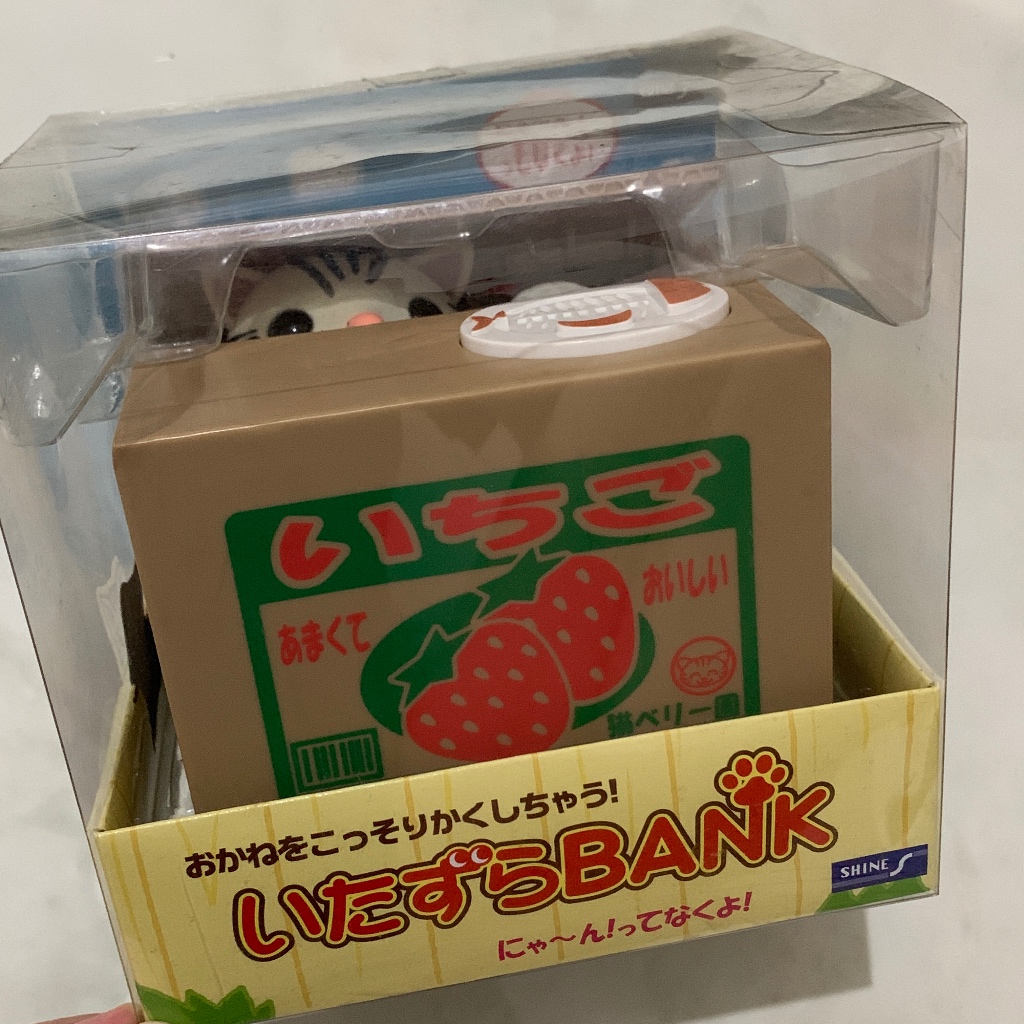 いちご
あまくて
おいしい
猫ベリー園
おかねをこっそりかくしちゃう!
いたずらBANK
SHINE S
にゃ〜ん!ってなくよ!